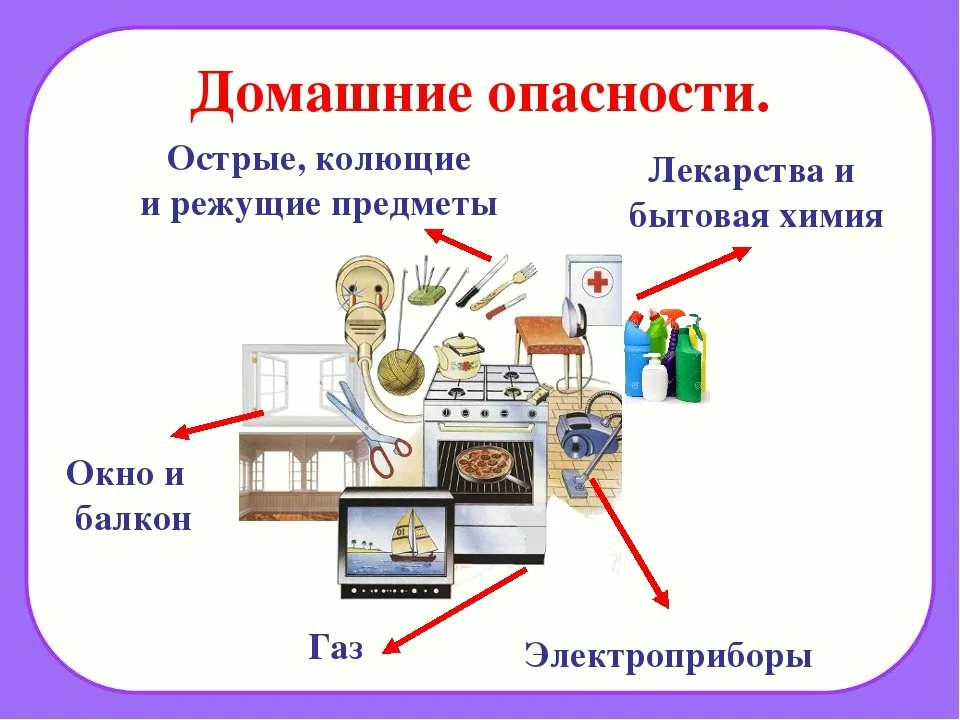 Домашние опасности.
Острые, колющие
и режущие предметы
Лекарства и
бытовая химия
Окно и
балкон
Газ
Электроприборы